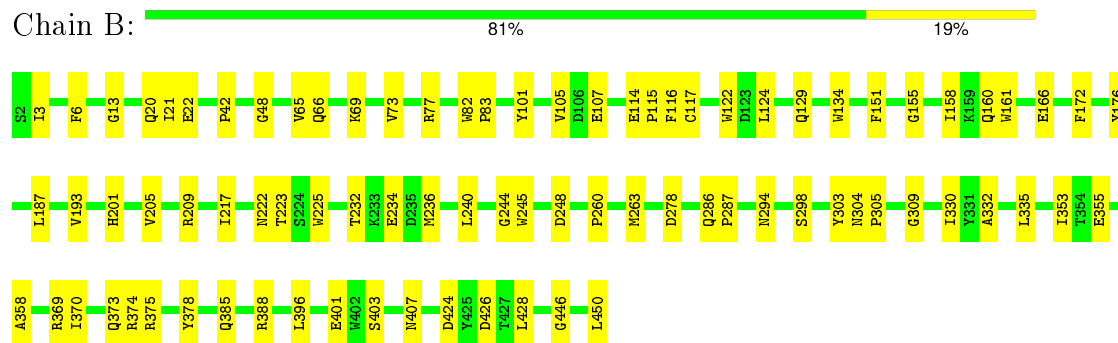 Chain B:
81% 19%
S2 I3 F6 G13 Q20 I21 E22 P42 G48 V65 Q66 K69 V73 R77 W82 P83 Y101 V105 D106 E107 E114 P115 F116 C117 W122 D123 L124 Q129 W134 F151 G155 I158 K159 Q160 W161 E166 F172 Y176
L187 V193 H201 V205 R209 I217 N222 T223 S224 W225 T232 K233 E234 D235 M236 L240 G244 W245 D248 P260 M263 D278 Q286 P287 N294 S298 Y303 N304 P305 G309 I330 Y331 A332 L335 I353 T354 E355
A358 R369 I370 Q373 R374 R375 Y378 Q385 R388 L396 E401 W402 S403 N407 D424 Y425 D426 T427 L428 G446 L450